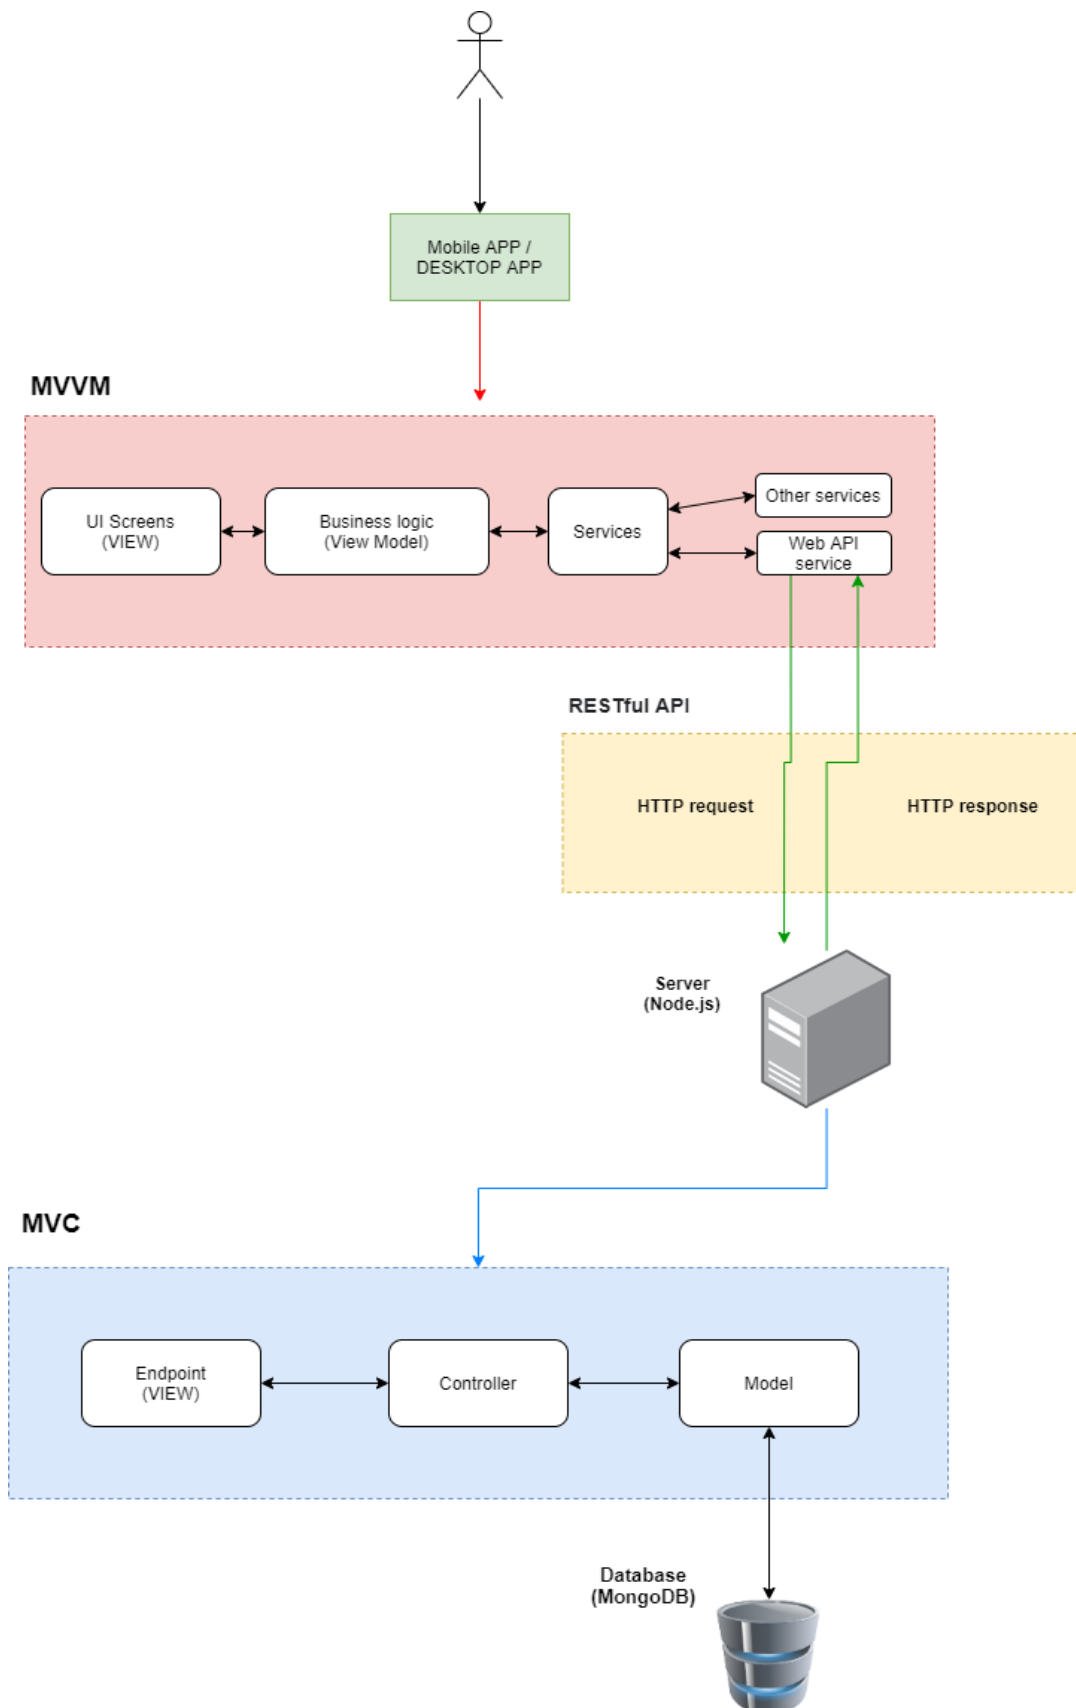 Mobile APP /
DESKTOP APP
MVVM
UI Screens
(VIEW)
Business logic
(View Model)
Services
Other services
Web API
service
RESTful API
HTTP request
HTTP response
Server
(Node.js)
MVC
Endpoint
(VIEW)
Controller
Model
Database
(MongoDB)